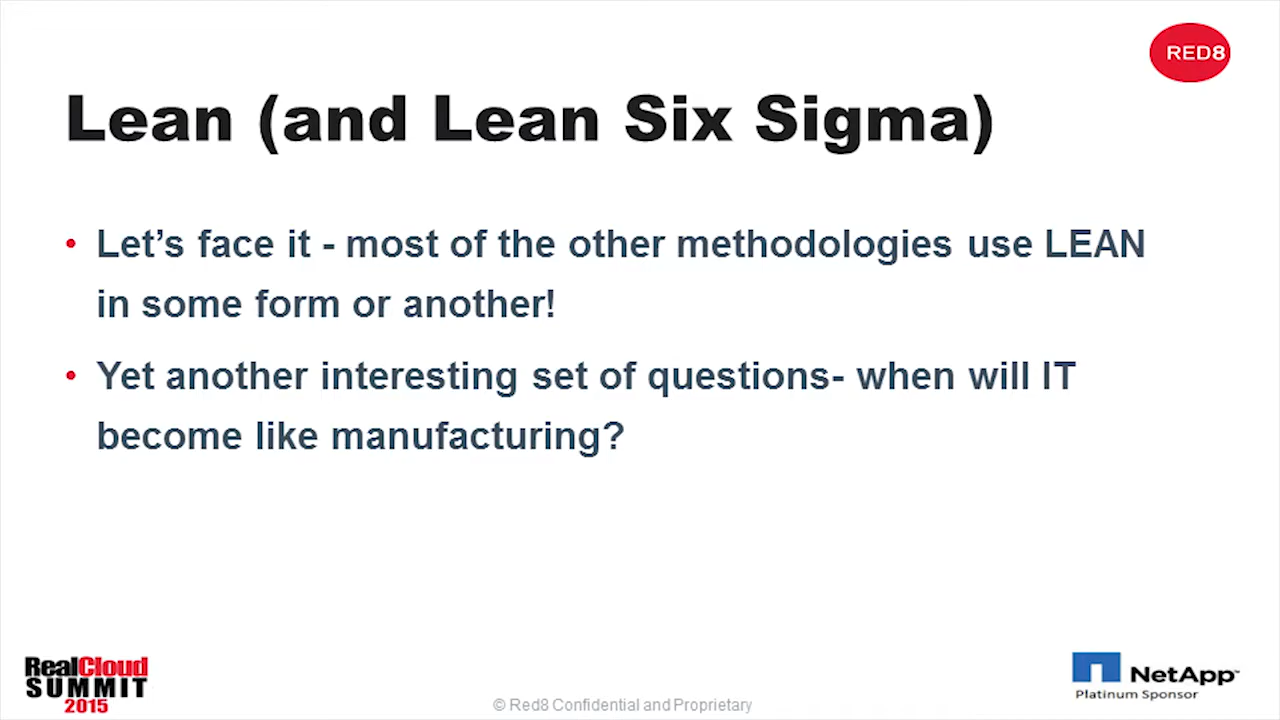 RED8
Lean (and Lean Six Sigma)
• Let’s face it - most of the other methodologies use LEAN
in some form or another!
• Yet another interesting set of questions- when will IT
become like manufacturing?
RealCloud
SUMMIT
2015
© Red8 Confidential and Proprietary
NetApp™
Platinum Sponsor